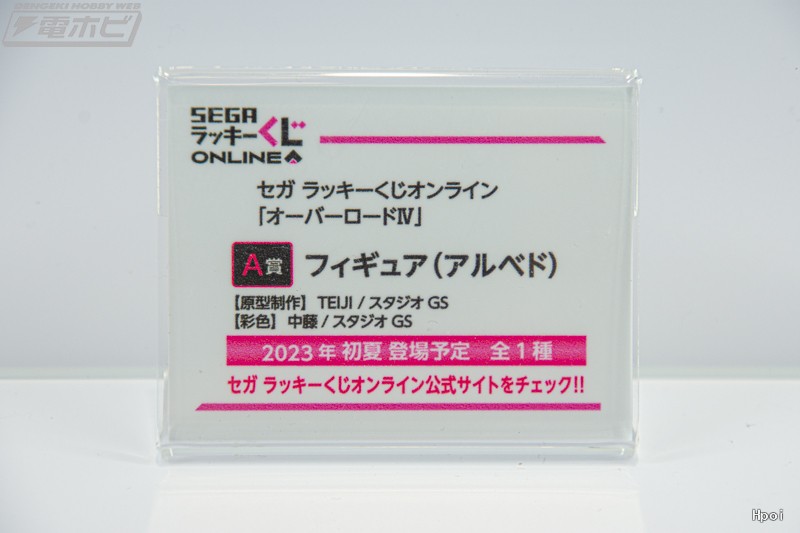 DENGEKI HOBBY WEB
電ホビ
SEGA
ラッキーくじ
ONLINE
セガ ラッキーくじオンライン
「オーバーロードⅣ」
A賞 フィギュア(アルベド)
【原型制作】 TEIJI / スタジオ GS
【彩色】 中藤 / スタジオ GS
2023年 初夏 登場予定 全1種
セガ ラッキーくじオンライン公式サイトをチェック!!
Hpoi